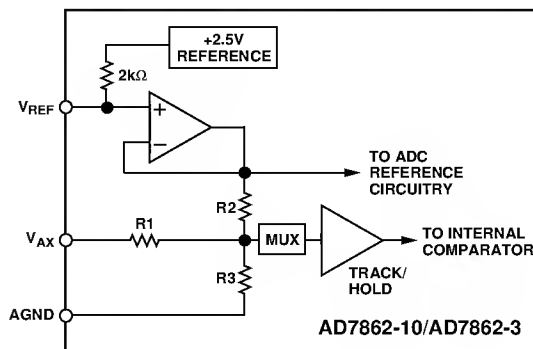 +2.5V
REFERENCE
2kΩ
VREF
+
−
TO ADC
REFERENCE
CIRCUITRY
R2
VAX
R1
MUX
TO INTERNAL
COMPARATOR
TRACK/
HOLD
R3
AGND
AD7862-10/AD7862-3